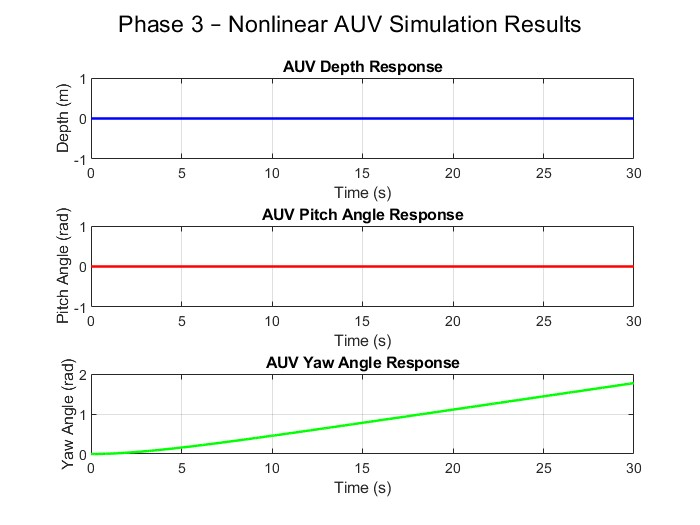 Phase 3 – Nonlinear AUV Simulation Results
AUV Depth Response
Depth (m)
1
0
-1
0 5 10 15 20 25 30
Time (s)
AUV Pitch Angle Response
Pitch Angle (rad)
1
0
-1
0 5 10 15 20 25 30
Time (s)
AUV Yaw Angle Response
Yaw Angle (rad)
2
1
0
0 5 10 15 20 25 30
Time (s)